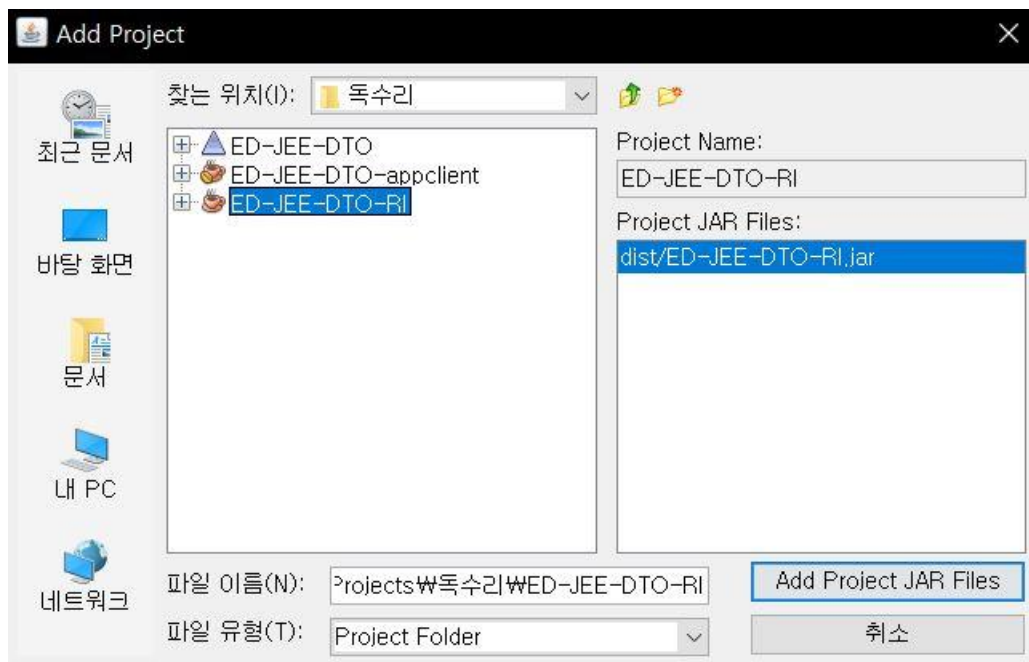 Add Project
찾는 위치(I): 독수리
최근 문서
바탕 화면
문서
내 PC
네트워크
ED-JEE-DTO
ED-JEE-DTO-appclient
ED-JEE-DTO-RI
Project Name:
ED-JEE-DTO-RI
Project JAR Files:
dist/ED-JEE-DTO-RI.jar
파일 이름(N): Projects₩독수리₩ED-JEE-DTO-RI
Add Project JAR Files
파일 유형(T): Project Folder
취소